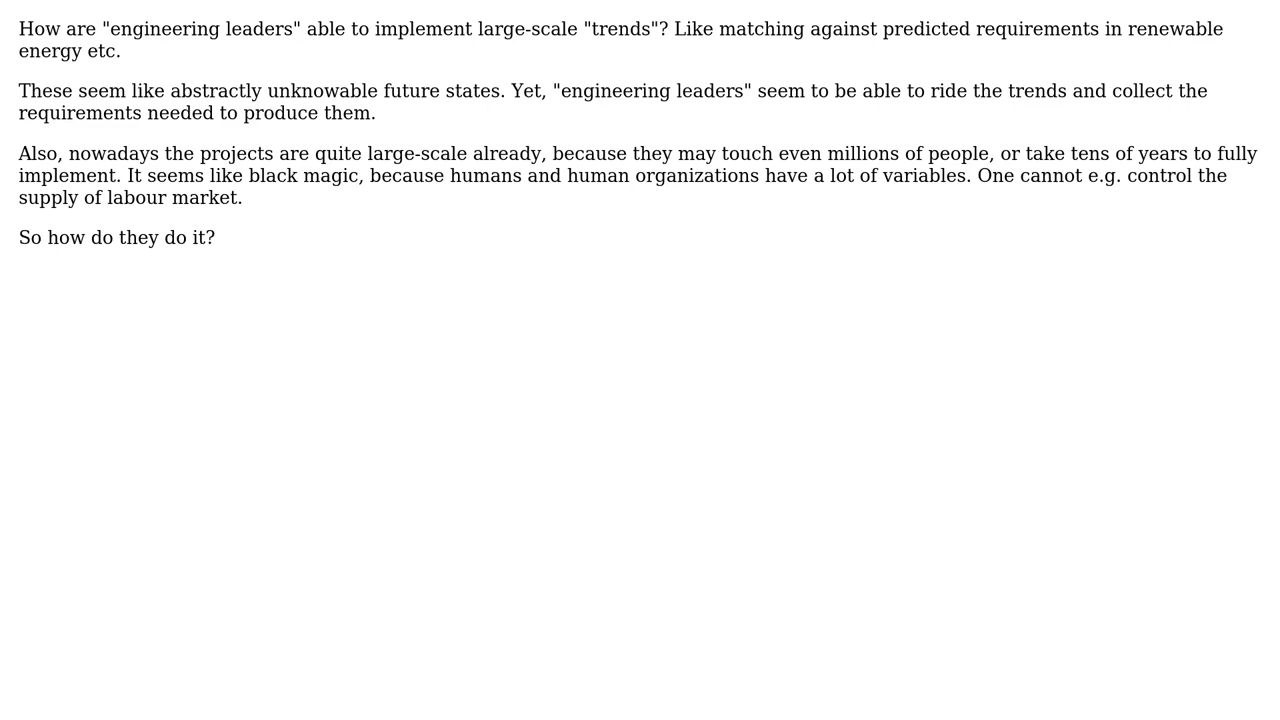 How are "engineering leaders" able to implement large-scale "trends"? Like matching against predicted requirements in renewable
energy etc.
These seem like abstractly unknowable future states. Yet, "engineering leaders" seem to be able to ride the trends and collect the
requirements needed to produce them.
Also, nowadays the projects are quite large-scale already, because they may touch even millions of people, or take tens of years to fully
implement. It seems like black magic, because humans and human organizations have a lot of variables. One cannot e.g. control the
supply of labour market.
So how do they do it?